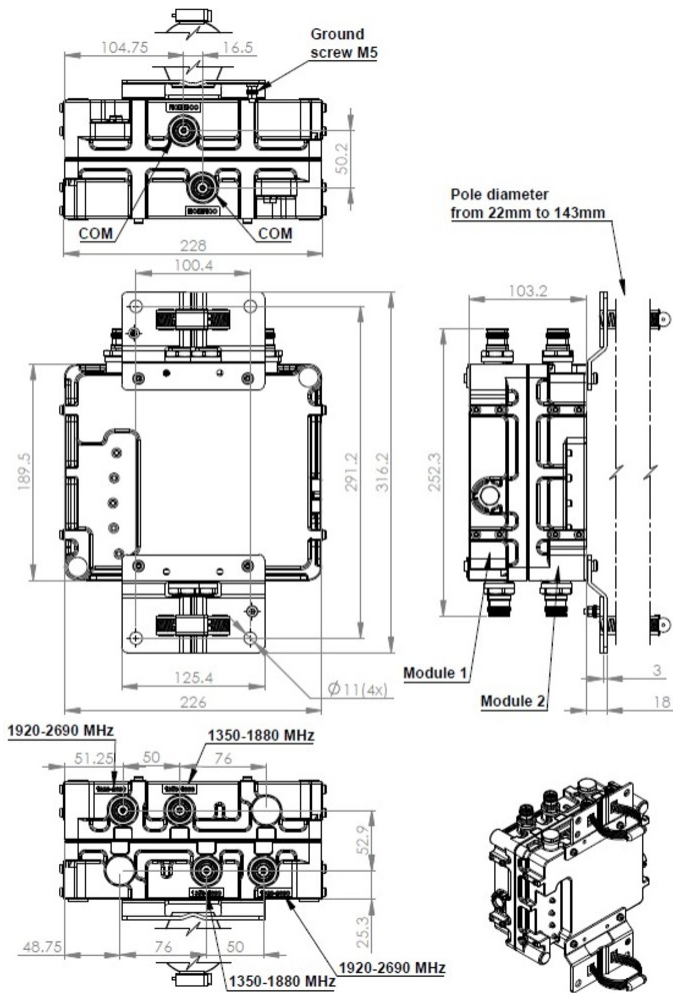 104.75
16.5
Ground
screw M5
50.2
COM
COM
228
Pole diameter
from 22mm to 143mm
100.4
103.2
189.5
291.2
316.2
252.3
125.4
226
Ø11(4x)
Module 1
Module 2
3
18
1920-2690 MHz
1350-1880 MHz
51.25
50
76
52.9
25.3
48.75
76
50
1350-1880 MHz
1920-2690 MHz